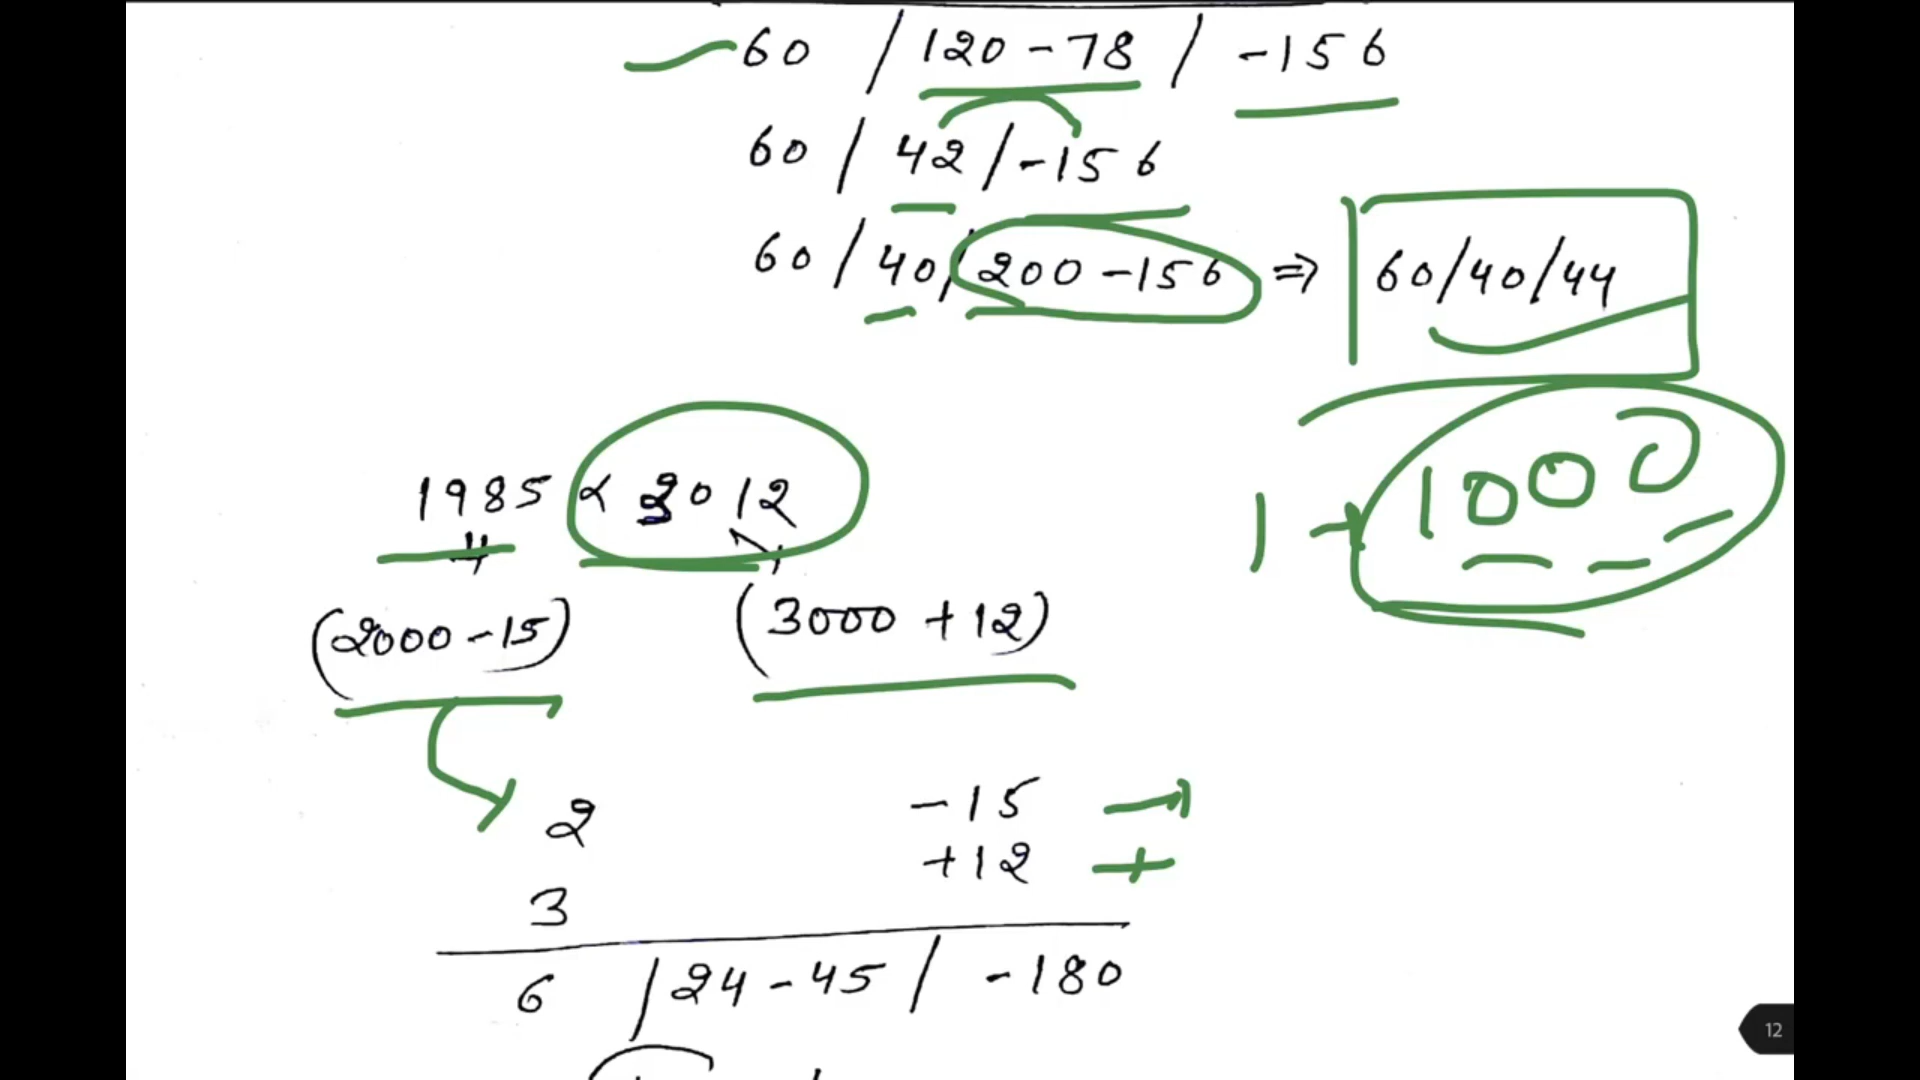 60 / 120 - 78 / -156
60 / 42 / -156
60 / 40 / 200 - 156 ⇒ 60/40/44
1985 × 3012
1 → 1000
(2000 - 15) (3000 + 12)
2 -15 →
+12 +
3
6 / 24 - 45 / -180
12